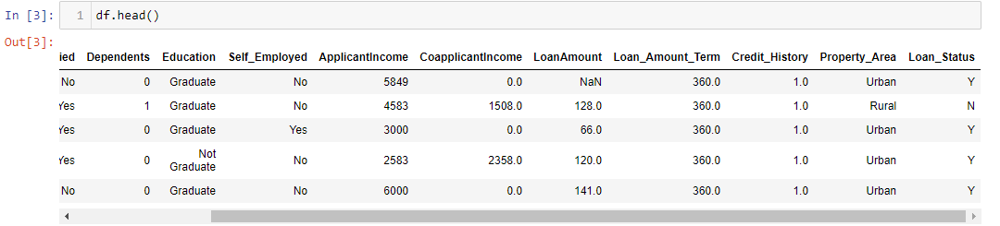 In [3]: 1 df.head()
Out[3]:
ied Dependents Education Self_Employed ApplicantIncome CoapplicantIncome LoanAmount Loan_Amount_Term Credit_History Property_Area Loan_Status
No 0 Graduate No 5849 0.0 NaN 360.0 1.0 Urban Y
Yes 1 Graduate No 4583 1508.0 128.0 360.0 1.0 Rural N
Yes 0 Graduate Yes 3000 0.0 66.0 360.0 1.0 Urban Y
Yes 0 Not Graduate No 2583 2358.0 120.0 360.0 1.0 Urban Y
No 0 Graduate No 6000 0.0 141.0 360.0 1.0 Urban Y